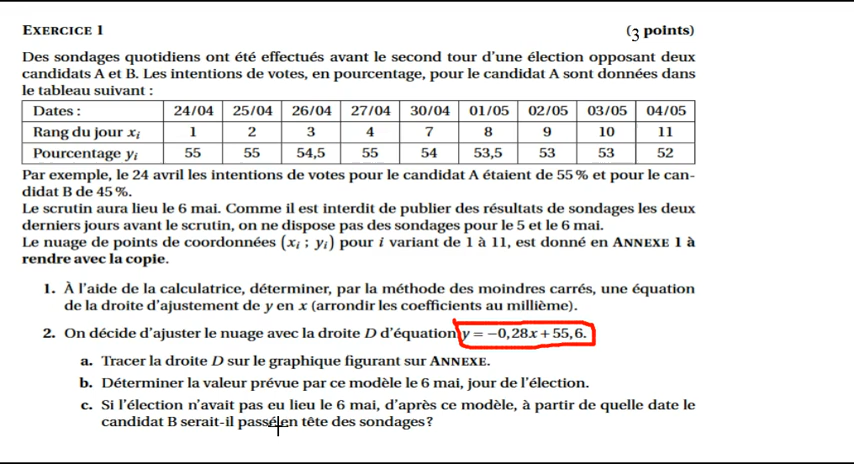 EXERCICE 1 (3 points)
Des sondages quotidiens ont été effectués avant le second tour d'une élection opposant deux
candidats A et B. Les intentions de votes, en pourcentage, pour le candidat A sont données dans
le tableau suivant :
Dates : 24/04 25/04 26/04 27/04 30/04 01/05 02/05 03/05 04/05
Rang du jour xᵢ 1 2 3 4 7 8 9 10 11
Pourcentage yᵢ 55 55 54,5 55 54 53,5 53 53 52
Par exemple, le 24 avril les intentions de votes pour le candidat A étaient de 55 % et pour le can-
didat B de 45 %.
Le scrutin aura lieu le 6 mai. Comme il est interdit de publier des résultats de sondages les deux
derniers jours avant le scrutin, on ne dispose pas des sondages pour le 5 et le 6 mai.
Le nuage de points de coordonnées (xᵢ ; yᵢ) pour i variant de 1 à 11, est donné en ANNEXE 1 à
rendre avec la copie.
1. À l'aide de la calculatrice, déterminer, par la méthode des moindres carrés, une équation
de la droite d'ajustement de y en x (arrondir les coefficients au millième).
2. On décide d'ajuster le nuage avec la droite D d'équation y = −0,28x + 55,6.
a. Tracer la droite D sur le graphique figurant sur ANNEXE.
b. Déterminer la valeur prévue par ce modèle le 6 mai, jour de l'élection.
c. Si l'élection n'avait pas eu lieu le 6 mai, d'après ce modèle, à partir de quelle date le
candidat B serait-il passé en tête des sondages ?